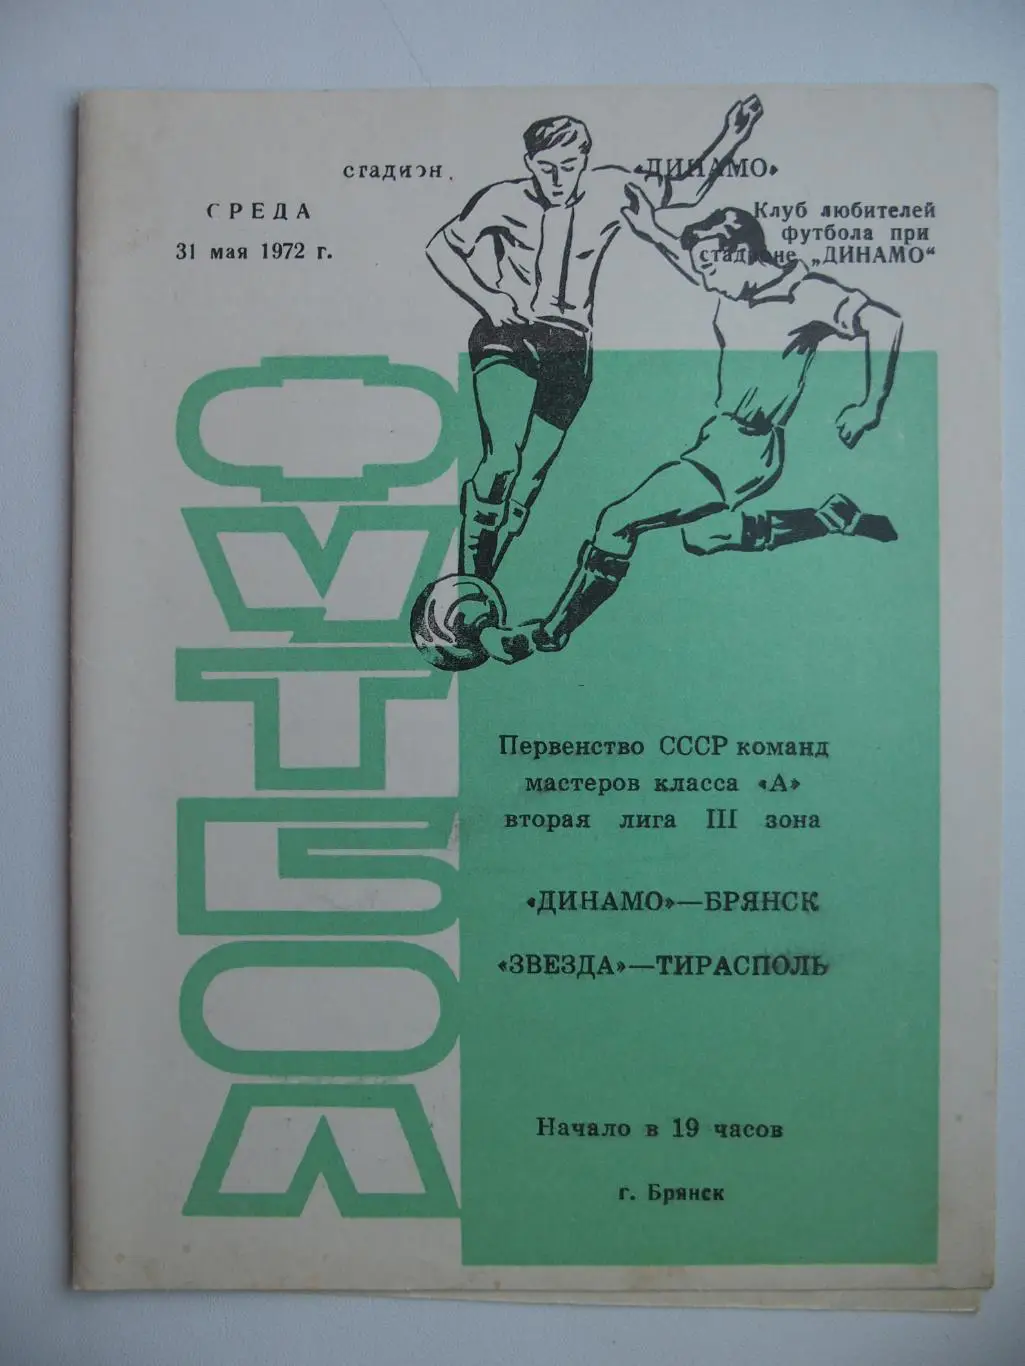 стадион «ДИНАМО»
СРЕДА
31 мая 1972 г.
Клуб любителей
футбола при
стадионе „ДИНАМО“
ФУТБОЛ
Первенство СССР команд
мастеров класса «А»
вторая лига III зона
«ДИНАМО»—БРЯНСК
«ЗВЕЗДА»—ТИРАСПОЛЬ
Начало в 19 часов
г. Брянск